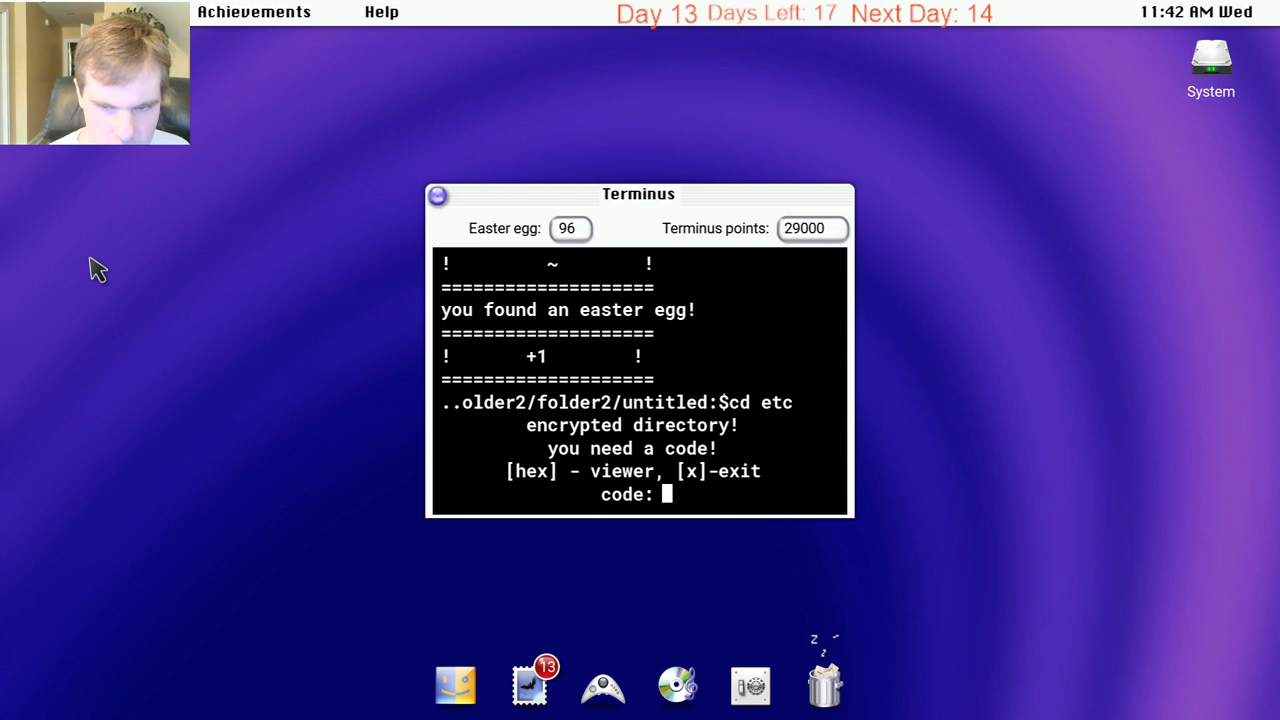 Achievements Help Day 13 Days Left: 17 Next Day: 14 11:42 AM Wed
System
Terminus
Easter egg: 96 Terminus points: 29000
! ~ !
====================
you found an easter egg!
====================
! +1 !
====================
..older2/folder2/untitled:$cd etc
encrypted directory!
you need a code!
[hex] - viewer, [x]-exit
code:
z
z
13